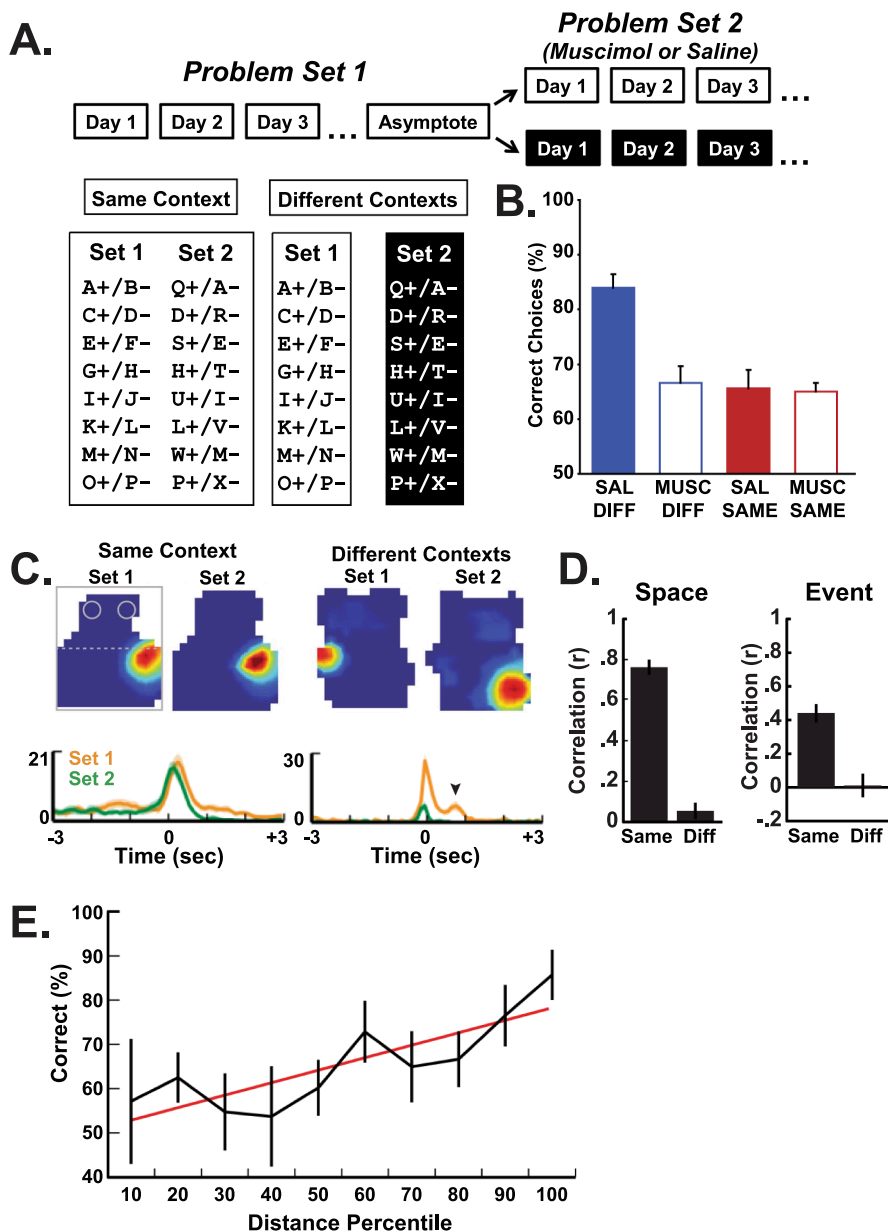 A.
Problem Set 1
Problem Set 2
(Muscimol or Saline)
Day 1 Day 2 Day 3 ... Asymptote
Day 1 Day 2 Day 3 ...
Day 1 Day 2 Day 3 ...
Same Context Different Contexts
Set 1 Set 2 Set 1 Set 2
A+/B− Q+/A− A+/B− Q+/A−
C+/D− D+/R− C+/D− D+/R−
E+/F− S+/E− E+/F− S+/E−
G+/H− H+/T− G+/H− H+/T−
I+/J− U+/I− I+/J− U+/I−
K+/L− L+/V− K+/L− L+/V−
M+/N− W+/M− M+/N− W+/M−
O+/P− P+/X− O+/P− P+/X−
B.
Correct Choices (%)
100
90
80
70
60
50
SAL MUSC SAL MUSC
DIFF DIFF SAME SAME
C.
Same Context Different Contexts
Set 1 Set 2 Set 1 Set 2
21
0
Set 1
Set 2
-3 0 +3
Time (sec)
30
0
-3 0 +3
Time (sec)
D.
Space Event
Correlation (r)
1
.8
.6
.4
.2
0
Same Diff
Correlation (r)
1
.8
.6
.4
.2
0
-.2
Same Diff
E.
Correct (%)
100
90
80
70
60
50
40
10 20 30 40 50 60 70 80 90 100
Distance Percentile